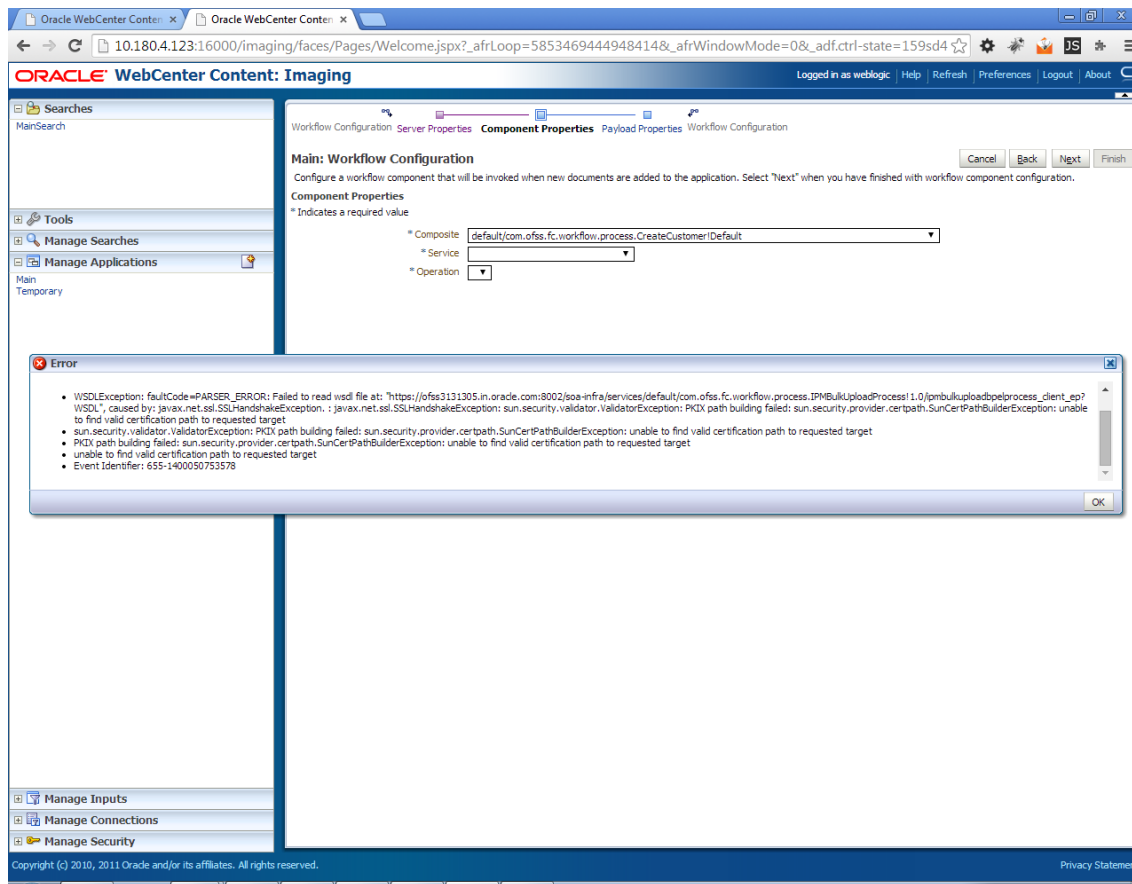 Oracle WebCenter Conten ×
Oracle WebCenter Conten ×
10.180.4.123:16000/imaging/faces/Pages/Welcome.jspx?_afrLoop=5853469444948414&_afrWindowMode=0&_adf.ctrl-state=159sd4
JS
ORACLE WebCenter Content: Imaging
Logged in as weblogic Help Refresh Preferences Logout About
Searches
MainSearch
Tools
Manage Searches
Manage Applications
Main
Temporary
Workflow Configuration Server Properties Component Properties Payload Properties Workflow Configuration
Main: Workflow Configuration
Cancel Back Next Finish
Configure a workflow component that will be invoked when new documents are added to the application. Select "Next" when you have finished with workflow component configuration.
Component Properties
* Indicates a required value
* Composite default/com.ofss.fc.workflow.process.CreateCustomer!Default
* Service
* Operation
Error
• WSDLException: faultCode=PARSER_ERROR: Failed to read wsdl file at: "https://ofss3131305.in.oracle.com:8002/soa-infra/services/default/com.ofss.fc.workflow.process.IPMBulkUploadProcess!1.0/ipmbulkuploadbpelprocess_client_ep?
WSDL", caused by: javax.net.ssl.SSLHandshakeException. : javax.net.ssl.SSLHandshakeException: sun.security.validator.ValidatorException: PKIX path building failed: sun.security.provider.certpath.SunCertPathBuilderException: unable
to find valid certification path to requested target
• sun.security.validator.ValidatorException: PKIX path building failed: sun.security.provider.certpath.SunCertPathBuilderException: unable to find valid certification path to requested target
• PKIX path building failed: sun.security.provider.certpath.SunCertPathBuilderException: unable to find valid certification path to requested target
• unable to find valid certification path to requested target
• Event Identifier: 655-1400050753578
OK
Manage Inputs
Manage Connections
Manage Security
Copyright (c) 2010, 2011 Oracle and/or its affiliates. All rights reserved.
Privacy Stateme